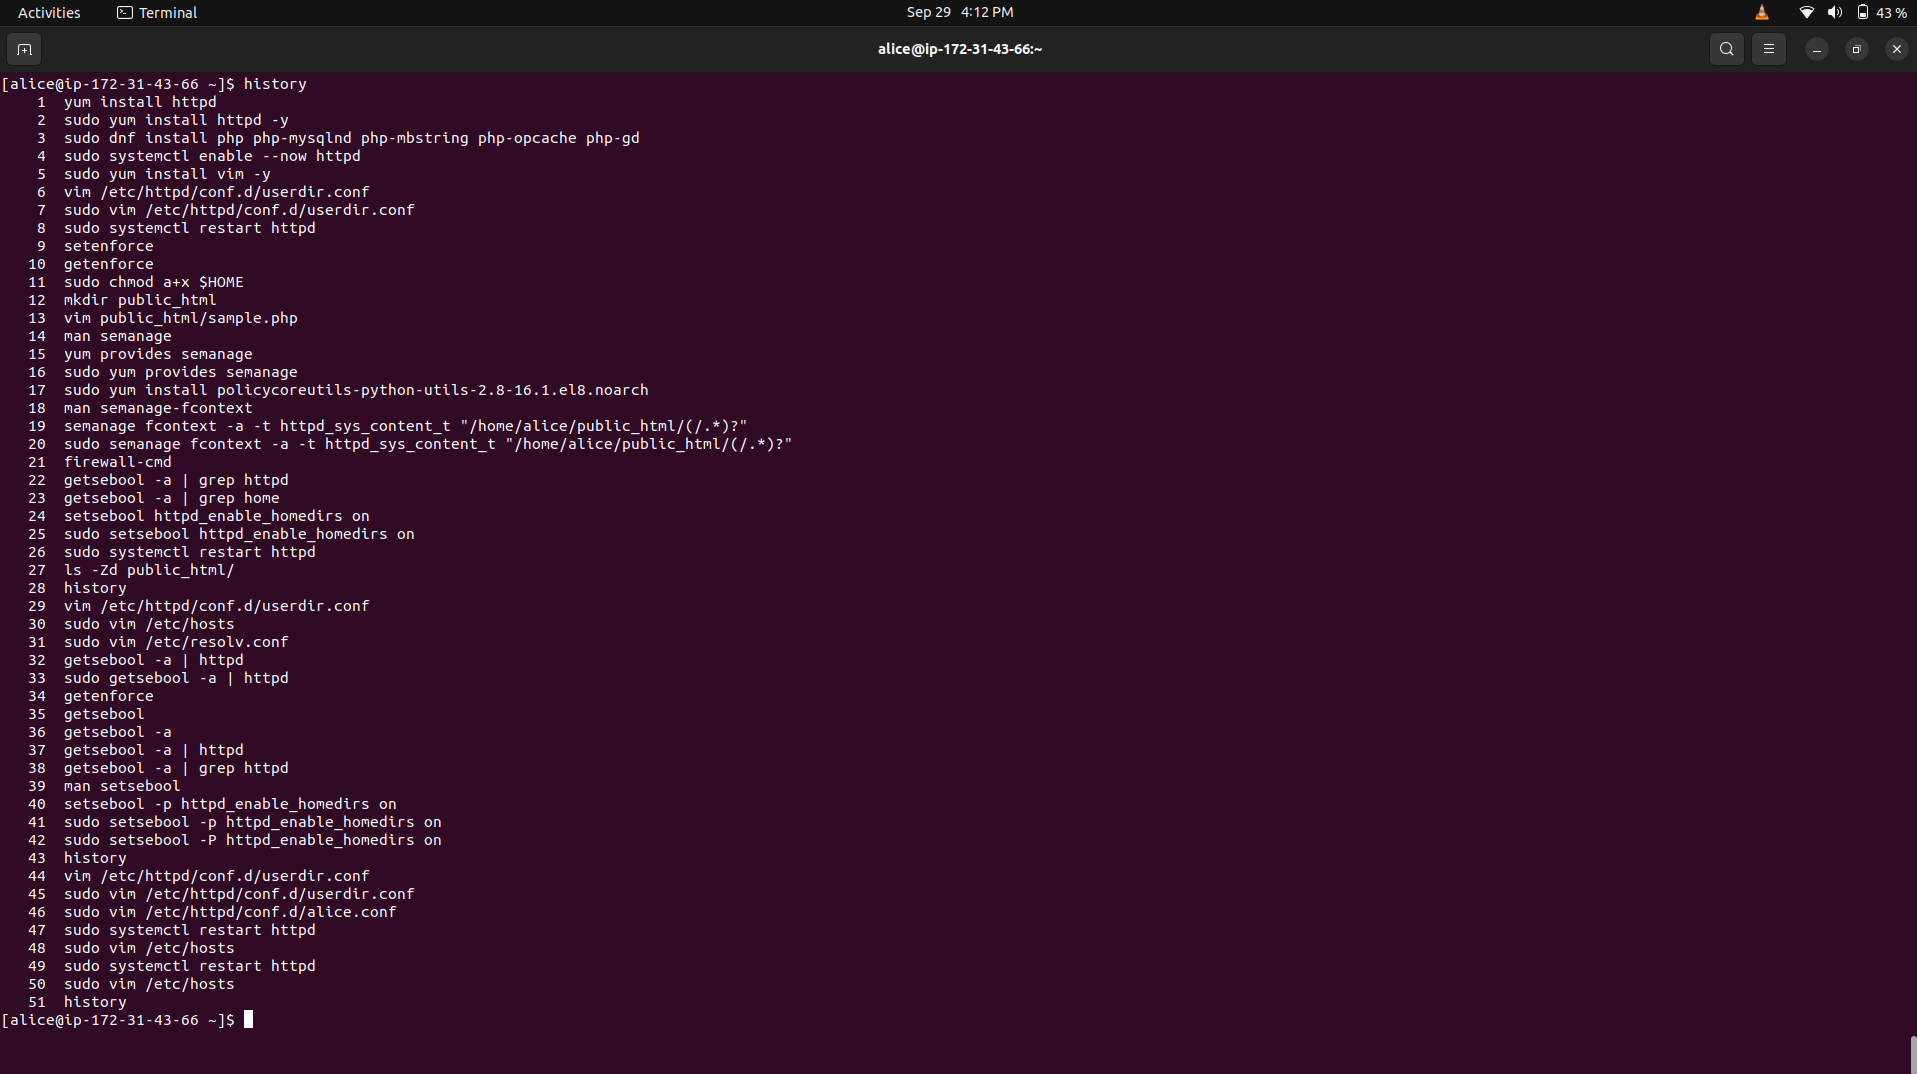 Activities Terminal Sep 29 4:12 PM 43 %
alice@ip-172-31-43-66:~
[alice@ip-172-31-43-66 ~]$ history
1 yum install httpd
2 sudo yum install httpd -y
3 sudo dnf install php php-mysqlnd php-mbstring php-opcache php-gd
4 sudo systemctl enable --now httpd
5 sudo yum install vim -y
6 vim /etc/httpd/conf.d/userdir.conf
7 sudo vim /etc/httpd/conf.d/userdir.conf
8 sudo systemctl restart httpd
9 setenforce
10 getenforce
11 sudo chmod a+x $HOME
12 mkdir public_html
13 vim public_html/sample.php
14 man semanage
15 yum provides semanage
16 sudo yum provides semanage
17 sudo yum install policycoreutils-python-utils-2.8-16.1.el8.noarch
18 man semanage-fcontext
19 semanage fcontext -a -t httpd_sys_content_t "/home/alice/public_html/(/.*)?"
20 sudo semanage fcontext -a -t httpd_sys_content_t "/home/alice/public_html/(/.*)?"
21 firewall-cmd
22 getsebool -a | grep httpd
23 getsebool -a | grep home
24 setsebool httpd_enable_homedirs on
25 sudo setsebool httpd_enable_homedirs on
26 sudo systemctl restart httpd
27 ls -Zd public_html/
28 history
29 vim /etc/httpd/conf.d/userdir.conf
30 sudo vim /etc/hosts
31 sudo vim /etc/resolv.conf
32 getsebool -a | httpd
33 sudo getsebool -a | httpd
34 getenforce
35 getsebool
36 getsebool -a
37 getsebool -a | httpd
38 getsebool -a | grep httpd
39 man setsebool
40 setsebool -p httpd_enable_homedirs on
41 sudo setsebool -p httpd_enable_homedirs on
42 sudo setsebool -P httpd_enable_homedirs on
43 history
44 vim /etc/httpd/conf.d/userdir.conf
45 sudo vim /etc/httpd/conf.d/userdir.conf
46 sudo vim /etc/httpd/conf.d/alice.conf
47 sudo systemctl restart httpd
48 sudo vim /etc/hosts
49 sudo systemctl restart httpd
50 sudo vim /etc/hosts
51 history
[alice@ip-172-31-43-66 ~]$